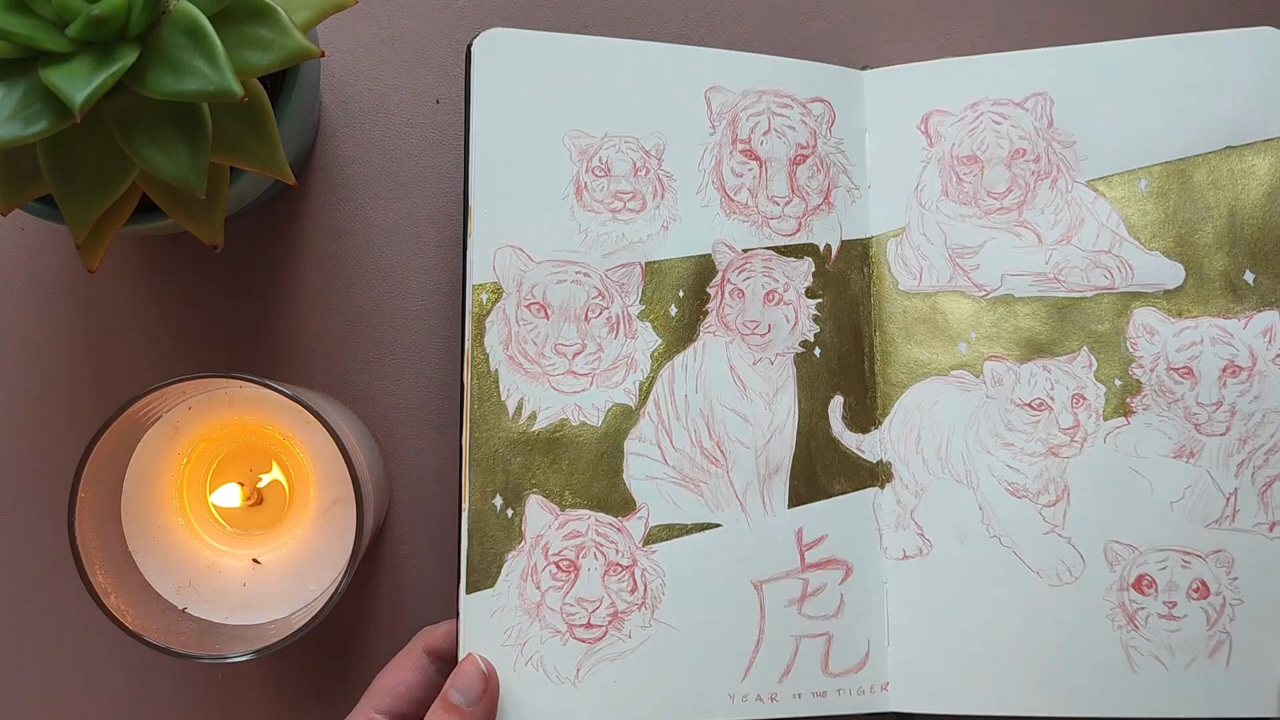 虎
YEAR OF THE TIGER